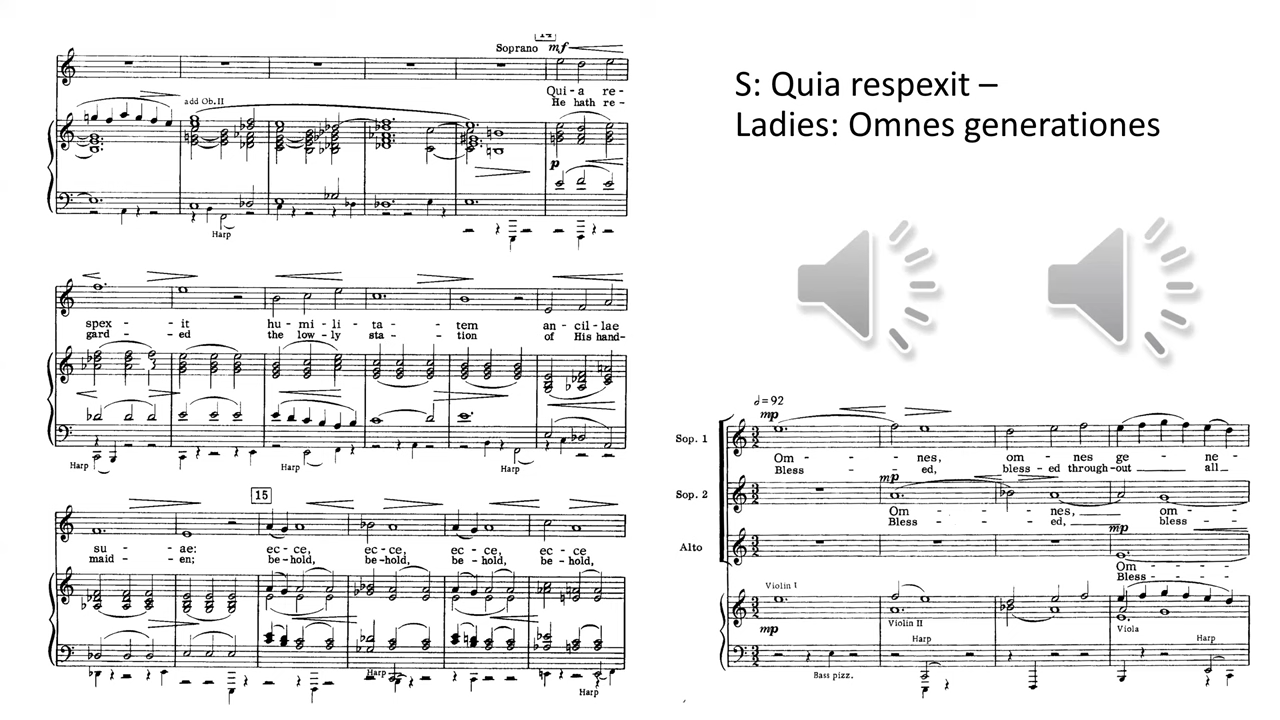 14
Soprano mf
Qui - a re -
He hath re -
add Ob. II
p
Harp
spex - - it hu - mi - li - ta - - tem an - cil - lae
gard - - ed the low - ly sta - - tion of His hand-
Harp Harp Harp
15
su - - ae: ec - ce, ec - ce, ec - ce, ec - ce
maid - - en; be - hold, be - hold, be - hold, be - hold,
Harp
Harp
S: Quia respexit –
Ladies: Omnes generationes
= 92
mp
Sop. 1
Om - - - nes, om - nes ge - ne -
Bless - - - ed, bless - ed through-out all
mp
Sop. 2
Om - - - nes,
Bless - - - ed, bless -
mp
Alto
Om - - -
Bless - - -
Violin I
mp
Violin II
Viola
Harp
Harp
Bass pizz.